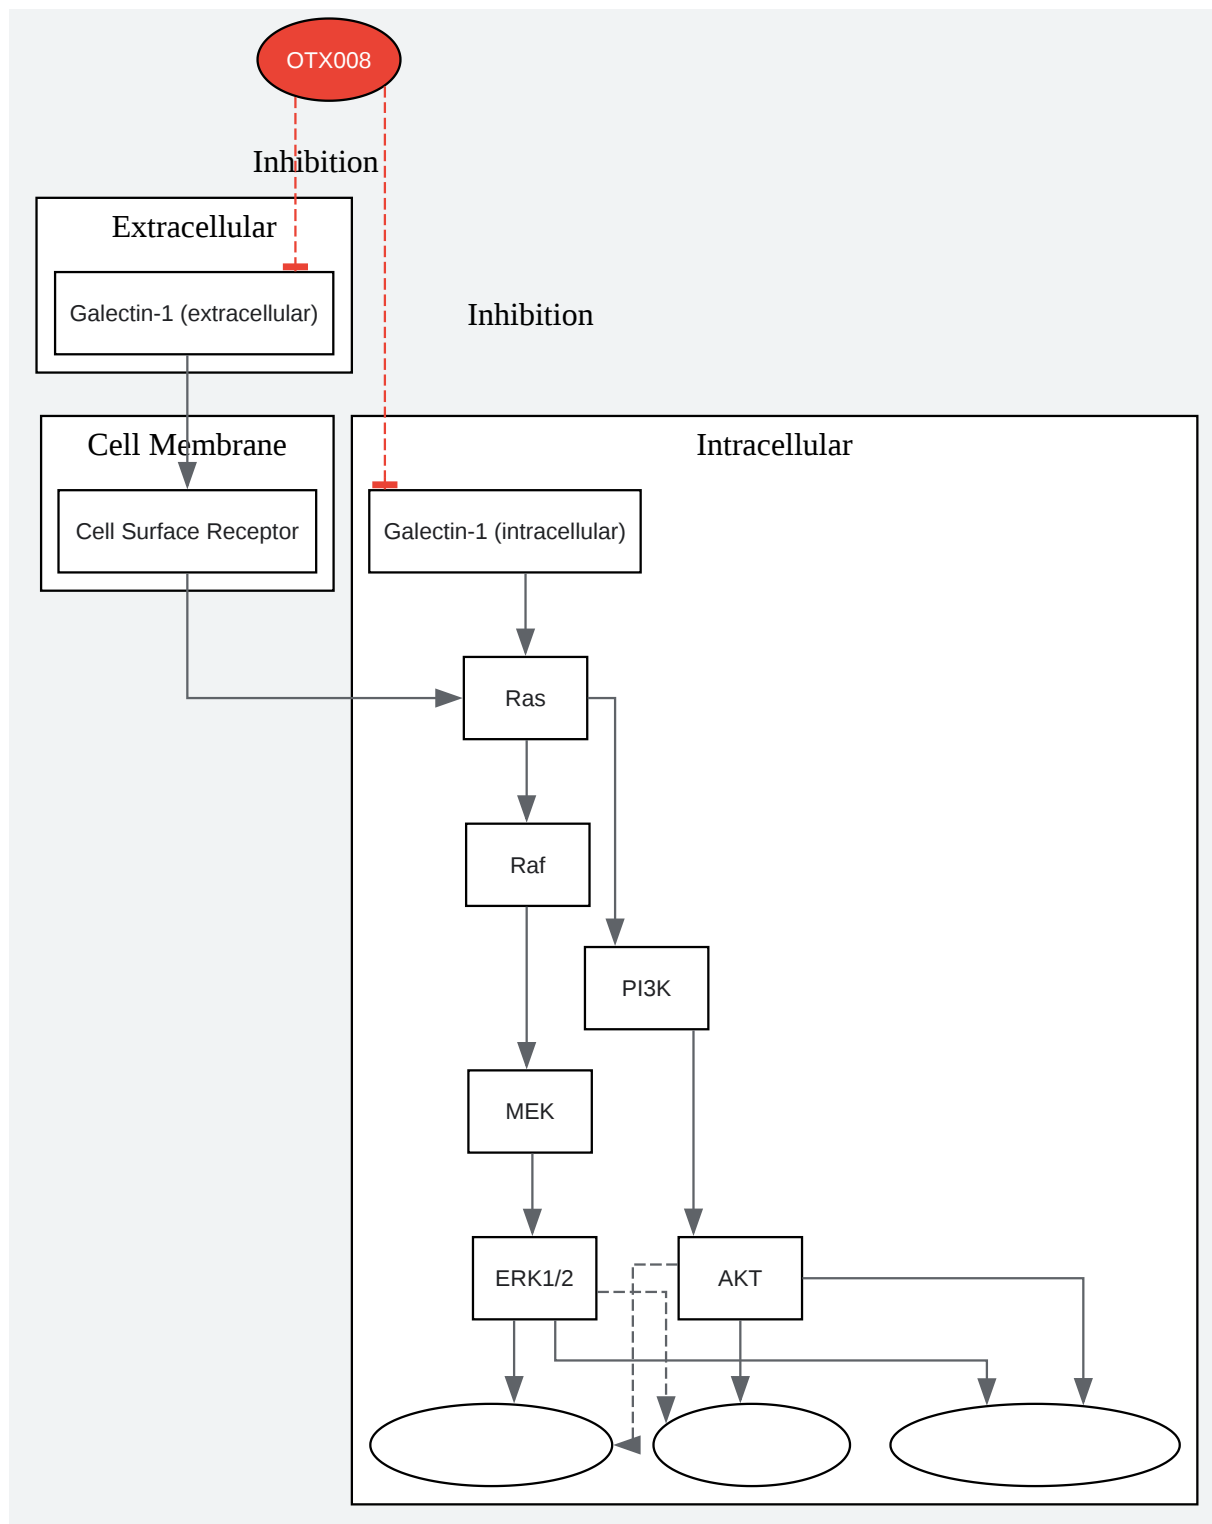 OTX008
Inhibition
Extracellular
Galectin-1 (extracellular)
Inhibition
Cell Membrane
Intracellular
Cell Surface Receptor
Galectin-1 (intracellular)
Ras
Raf
PI3K
MEK
ERK1/2
AKT